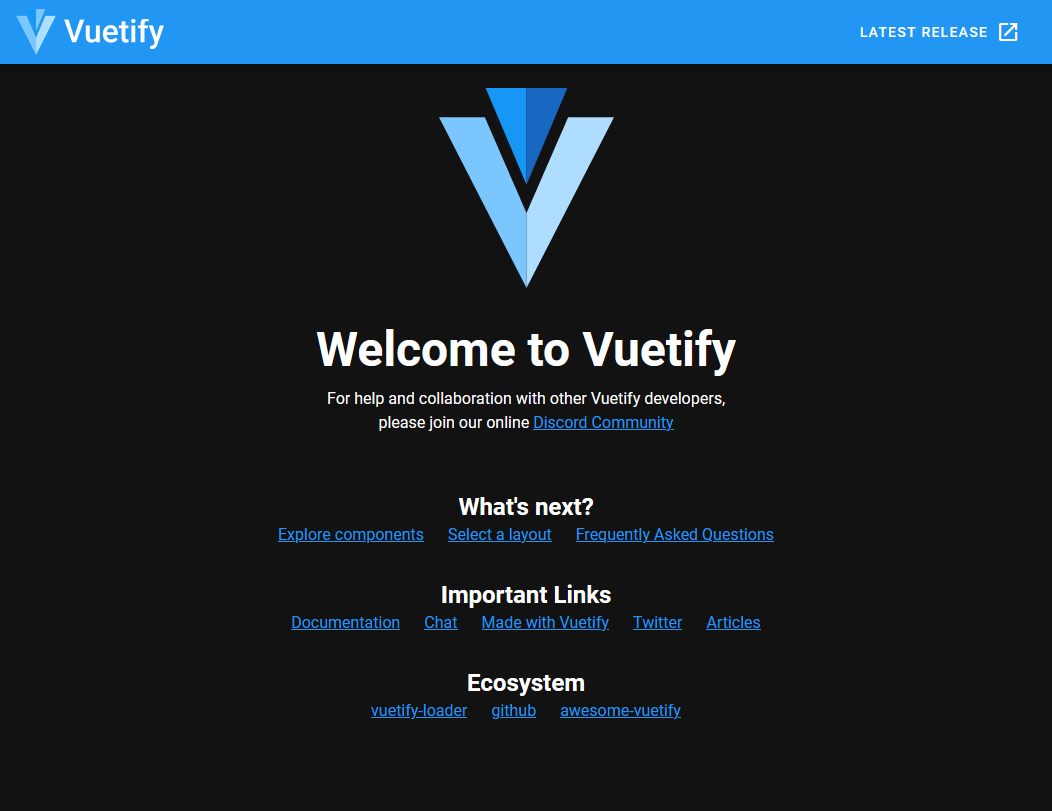 Vuetify
LATEST RELEASE
Welcome to Vuetify
For help and collaboration with other Vuetify developers,
please join our online Discord Community
What's next?
Explore components Select a layout Frequently Asked Questions
Important Links
Documentation Chat Made with Vuetify Twitter Articles
Ecosystem
vuetify-loader github awesome-vuetify